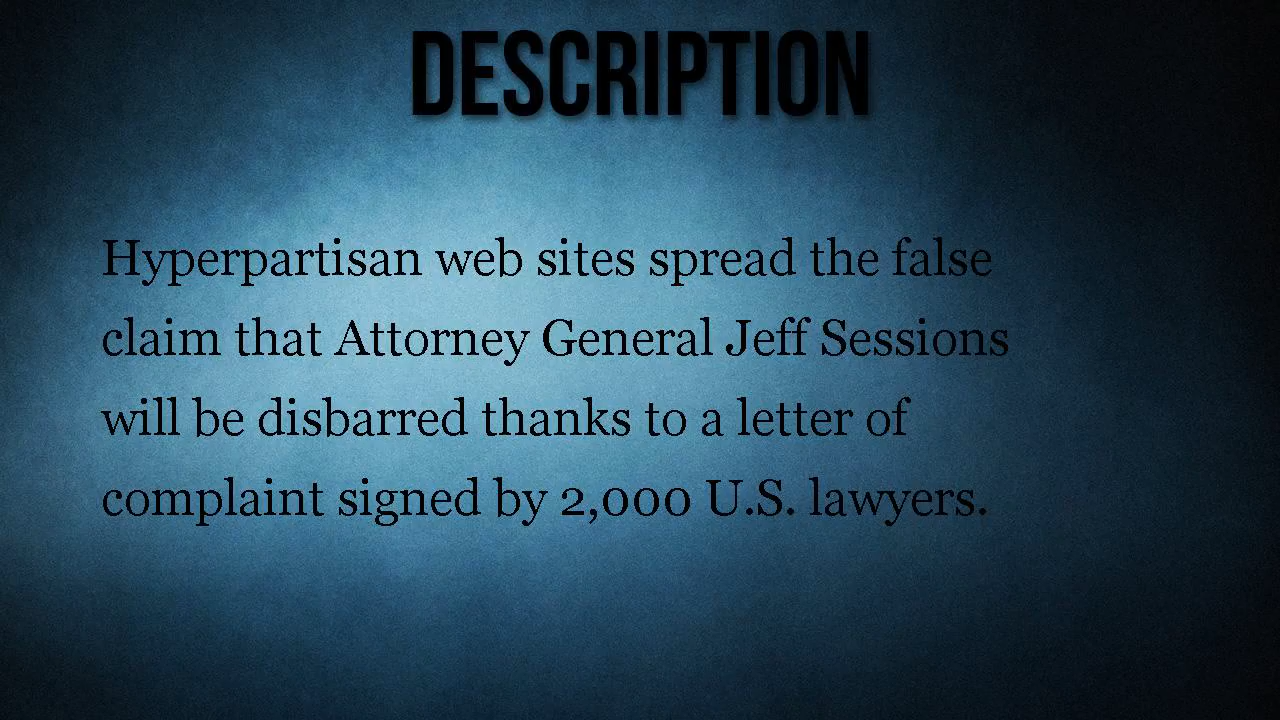 DESCRIPTION
Hyperpartisan web sites spread the false
claim that Attorney General Jeff Sessions
will be disbarred thanks to a letter of
complaint signed by 2,000 U.S. lawyers.